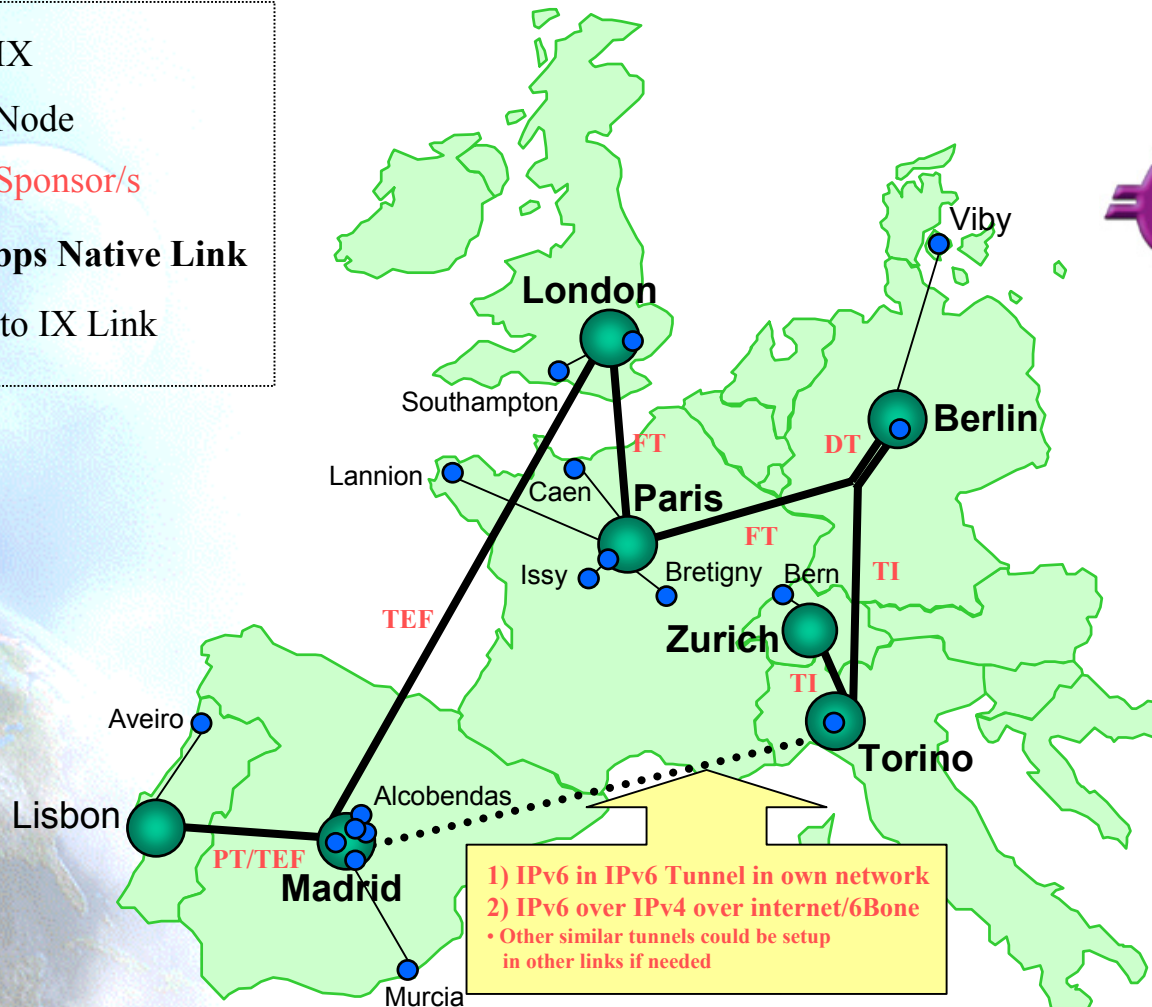 IX
Node
Sponsor/s
Native Link
to IX Link
Viby
London
Southampton
Berlin
FT
DT
Lannion
Caen
Paris
FT
Issy
Bretigny
Bern
TI
TEF
Zurich
TI
Aveiro
Torino
Alcobendas
Lisbon
PT/TEF
Madrid
1) IPv6 in IPv6 Tunnel in own network
2) IPv6 over IPv4 over internet/6Bone
• Other similar tunnels could be setup
in other links if needed
Murcia